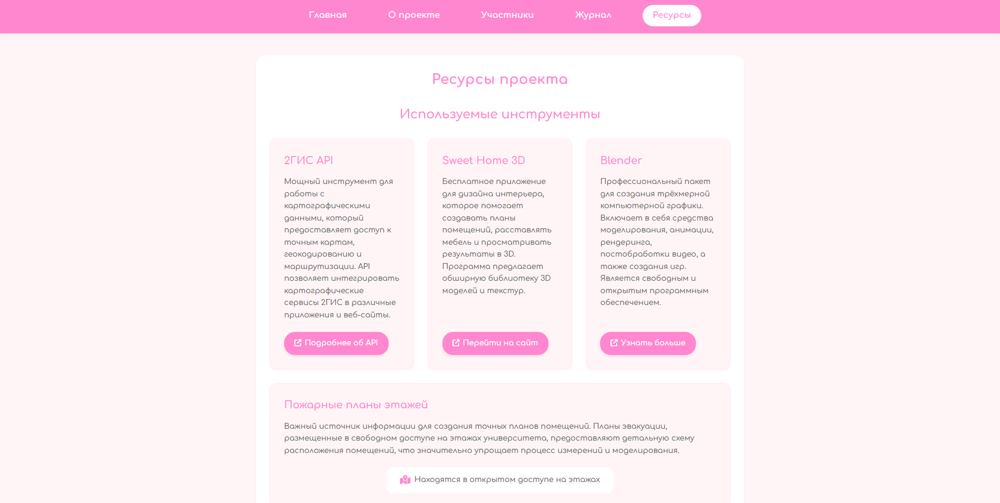 Главная О проекте Участники Журнал Ресурсы
Ресурсы проекта
Используемые инструменты
2ГИС API
Мощный инструмент для
работы с
картографическими
данными, который
предоставляет доступ к
точным картам,
геокодированию и
маршрутизации. API
позволяет интегрировать
картографические
сервисы 2ГИС в различные
приложения и веб-сайты.
Подробнее об API
Sweet Home 3D
Бесплатное приложение
для дизайна интерьера,
которое помогает
создавать планы
помещений, расставлять
мебель и просматривать
результаты в 3D.
Программа предлагает
обширную библиотеку 3D
моделей и текстур.
Перейти на сайт
Blender
Профессиональный пакет
для создания трёхмерной
компьютерной графики.
Включает в себя средства
моделирования, анимации,
рендеринга,
постобработки видео, а
также создания игр.
Является свободным и
открытым программным
обеспечением.
Узнать больше
Пожарные планы этажей
Важный источник информации для создания точных планов помещений. Планы эвакуации,
размещенные в свободном доступе на этажах университета, предоставляют детальную схему
расположения помещений, что значительно упрощает процесс измерений и моделирования.
Находятся в открытом доступе на этажах